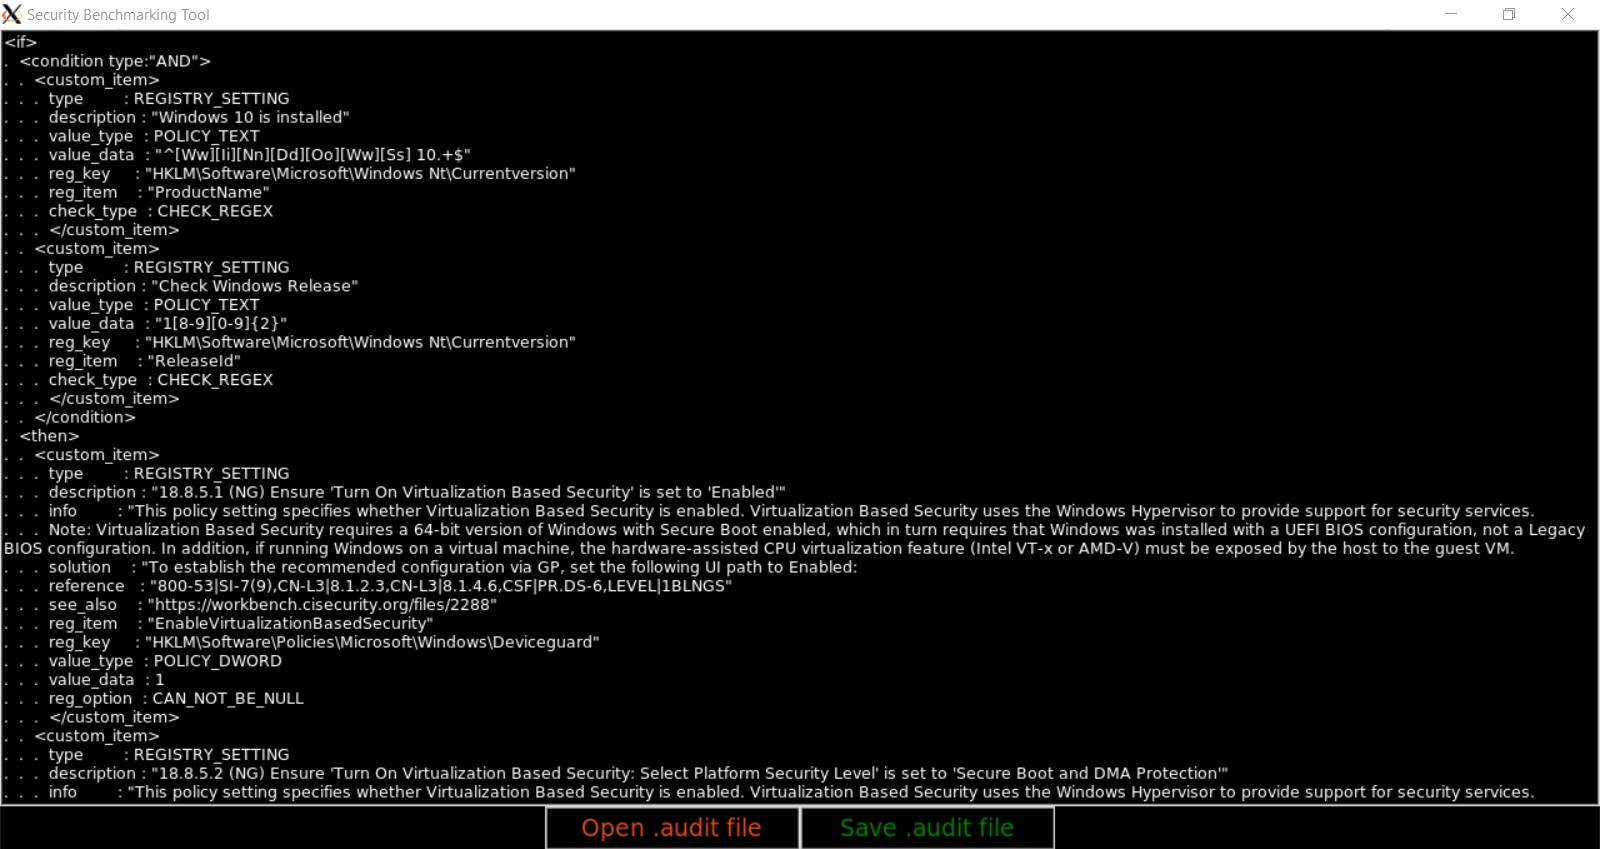 Security Benchmarking Tool
<if>
. <condition type:"AND">
. . <custom_item>
. . . type : REGISTRY_SETTING
. . . description : "Windows 10 is installed"
. . . value_type : POLICY_TEXT
. . . value_data : "^[Ww][Ii][Nn][Dd][Oo][Ww][Ss] 10.+$"
. . . reg_key : "HKLM\Software\Microsoft\Windows Nt\Currentversion"
. . . reg_item : "ProductName"
. . . check_type : CHECK_REGEX
. . . </custom_item>
. . <custom_item>
. . . type : REGISTRY_SETTING
. . . description : "Check Windows Release"
. . . value_type : POLICY_TEXT
. . . value_data : "1[8-9][0-9]{2}"
. . . reg_key : "HKLM\Software\Microsoft\Windows Nt\Currentversion"
. . . reg_item : "ReleaseId"
. . . check_type : CHECK_REGEX
. . . </custom_item>
. . </condition>
. <then>
. . <custom_item>
. . . type : REGISTRY_SETTING
. . . description : "18.8.5.1 (NG) Ensure 'Turn On Virtualization Based Security' is set to 'Enabled'"
. . . info : "This policy setting specifies whether Virtualization Based Security is enabled. Virtualization Based Security uses the Windows Hypervisor to provide support for security services.
. . . Note: Virtualization Based Security requires a 64-bit version of Windows with Secure Boot enabled, which in turn requires that Windows was installed with a UEFI BIOS configuration, not a Legacy
BIOS configuration. In addition, if running Windows on a virtual machine, the hardware-assisted CPU virtualization feature (Intel VT-x or AMD-V) must be exposed by the host to the guest VM.
. . . solution : "To establish the recommended configuration via GP, set the following UI path to Enabled:
. . . reference : "800-53|SI-7(9),CN-L3|8.1.2.3,CN-L3|8.1.4.6,CSF|PR.DS-6,LEVEL|1BLNGS"
. . . see_also : "https://workbench.cisecurity.org/files/2288"
. . . reg_item : "EnableVirtualizationBasedSecurity"
. . . reg_key : "HKLM\Software\Policies\Microsoft\Windows\Deviceguard"
. . . value_type : POLICY_DWORD
. . . value_data : 1
. . . reg_option : CAN_NOT_BE_NULL
. . . </custom_item>
. . <custom_item>
. . . type : REGISTRY_SETTING
. . . description : "18.8.5.2 (NG) Ensure 'Turn On Virtualization Based Security: Select Platform Security Level' is set to 'Secure Boot and DMA Protection'"
. . . info : "This policy setting specifies whether Virtualization Based Security is enabled. Virtualization Based Security uses the Windows Hypervisor to provide support for security services.
Open .audit file
Save .audit file